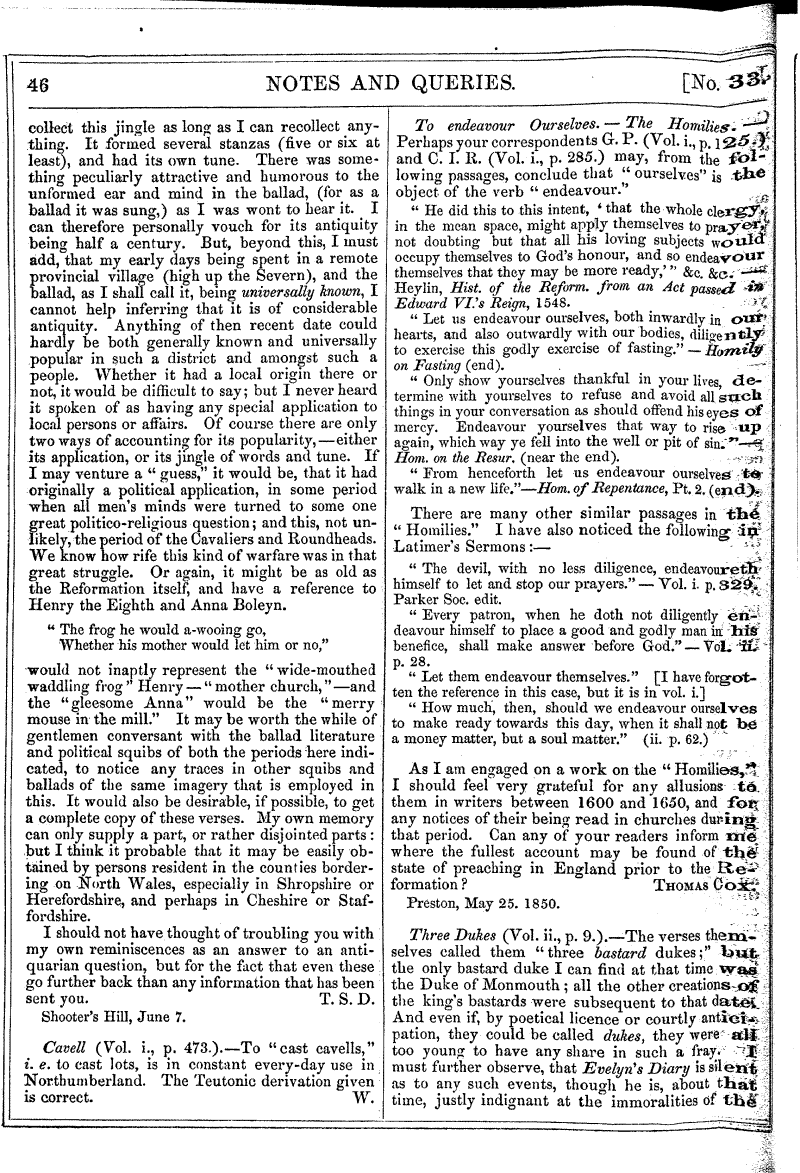 46
NOTES AND QUERIES.
[No. 33.
collect this jingle as long as I can recollect any-
thing. It formed several stanzas (five or six at
least), and had its own tune. There was some-
thing peculiarly attractive and humorous to the
unformed ear and mind in the ballad, (for as a
ballad it was sung,) as I was wont to hear it. I
can therefore personally vouch for its antiquity
being half a century. But, beyond this, I must
add, that my early days being spent in a remote
provincial village (high up the Severn), and the
ballad, as I shall call it, being universally known, I
cannot help inferring that it is of considerable
antiquity. Anything of then recent date could
hardly be both generally known and universally
popular in such a district and amongst such a
people. Whether it had a local origin there or
not, it would be difficult to say; but I never heard
it spoken of as having any special application to
local persons or affairs. Of course there are only
two ways of accounting for its popularity,—either
its application, or its jingle of words and tune. If
I may venture a "guess," it would be, that it had
originally a political application, in some period
when all men's minds were turned to some one
great politico-religious question; and this, not un-
likely, the period of the Cavaliers and Roundheads.
We know how rife this kind of warfare was in that
great struggle. Or again, it might be as old as
the Reformation itself, and have a reference to
Henry the Eighth and Anna Boleyn.
"The frog he would a-wooing go,
Whether his mother would let him or no,"
would not inaptly represent the "wide-mouthed
waddling frog" Henry—"mother church,"—and
the "gleesome Anna" would be the "merry
mouse in the mill." It may be worth the while of
gentlemen conversant with the ballad literature
and political squibs of both the periods here indi-
cated, to notice any traces in other squibs and
ballads of the same imagery that is employed in
this. It would also be desirable, if possible, to get
a complete copy of these verses. My own memory
can only supply a part, or rather disjointed parts:
but I think it probable that it may be easily ob-
tained by persons resident in the counties border-
ing on North Wales, especially in Shropshire or
Herefordshire, and perhaps in Cheshire or Staf-
fordshire.
I should not have thought of troubling you with
my own reminiscences as an answer to an anti-
quarian question, but for the fact that even these
go further back than any information that has been
sent you. T. S. D.
Shooter's Hill, June 7.
Cavell (Vol. i., p. 473.).—To "cast cavells,"
i. e. to cast lots, is in constant every-day use in
Northumberland. The Teutonic derivation given
is correct. W.
To endeavour Ourselves.—The Homilies.—
Perhaps your correspondents G. P. (Vol. i., p. 125.)
and C. I. R. (Vol. i., p. 285.) may, from the fol-
lowing passages, conclude that "ourselves" is the
object of the verb "endeavour."
"He did this to this intent, 'that the whole clergy,
in the mean space, might apply themselves to prayer,
not doubting but that all his loving subjects would
occupy themselves to God's honour, and so endeavour
themselves that they may be more ready,'" &c. &c.—
Heylin, Hist. of the Reform. from an Act passed in
Edward VI.'s Reign, 1548.
"Let us endeavour ourselves, both inwardly in our
hearts, and also outwardly with our bodies, diligently
to exercise this godly exercise of fasting."—Homily
on Fasting (end).
"Only show yourselves thankful in your lives, de-
termine with yourselves to refuse and avoid all such
things in your conversation as should offend his eyes of
mercy. Endeavour yourselves that way to rise up
again, which way ye fell into the well or pit of sin."—
Hom. on the Resur. (near the end).
"From henceforth let us endeavour ourselves to
walk in a new life."—Hom. of Repentance, Pt. 2. (end).
There are many other similar passages in the
"Homilies." I have also noticed the following in
Latimer's Sermons:—
"The devil, with no less diligence, endeavoureth
himself to let and stop our prayers."—Vol. i. p. 329.
Parker Soc. edit.
"Every patron, when he doth not diligently en-
deavour himself to place a good and godly man in his
benefice, shall make answer before God."—Vol. ii.
p. 28.
"Let them endeavour themselves." [I have forgot-
ten the reference in this case, but it is in vol. i.]
"How much, then, should we endeavour ourselves
to make ready towards this day, when it shall not be
a money matter, but a soul matter." (ii. p. 62.)
As I am engaged on a work on the "Homilies,"
I should feel very grateful for any allusions to
them in writers between 1600 and 1650, and for
any notices of their being read in churches during
that period. Can any of your readers inform me
where the fullest account may be found of the
state of preaching in England prior to the Re-
formation? THOMAS COX.
Preston, May 25. 1850.
Three Dukes (Vol. ii., p. 9.).—The verses them-
selves called them "three bastard dukes;" but
the only bastard duke I can find at that time was
the Duke of Monmouth; all the other creations of
the king's bastards were subsequent to that date.
And even if, by poetical licence or courtly antici-
pation, they could be called dukes, they were all
too young to have any share in such a fray. I
must further observe, that Evelyn's Diary is silent
as to any such events, though he is, about that
time, justly indignant at the immoralities of the